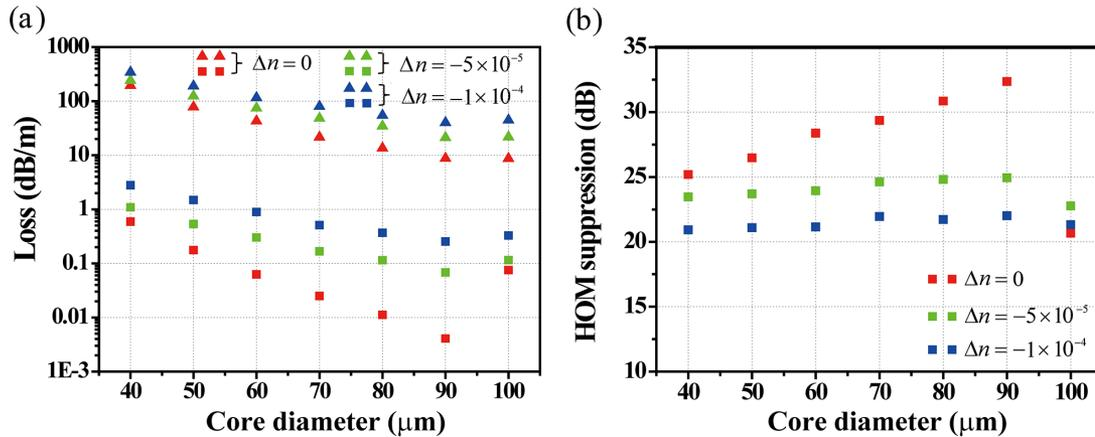 (a)
1000
100
10
1
0.1
0.01
1E-3
Loss (dB/m)
Δn = 0
Δn = −5×10⁻⁵
Δn = −1×10⁻⁴
40 50 60 70 80 90 100
Core diameter (μm)
(b)
35
30
25
20
15
10
HOM suppression (dB)
Δn = 0
Δn = −5×10⁻⁵
Δn = −1×10⁻⁴
40 50 60 70 80 90 100
Core diameter (μm)